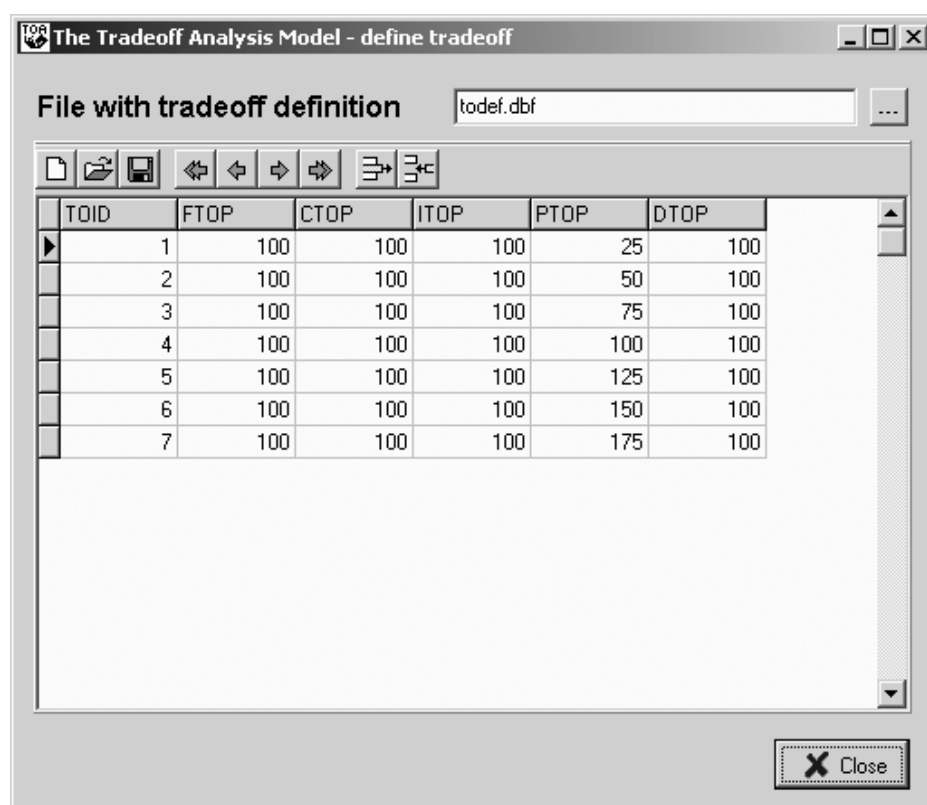 TOA
The Tradeoff Analysis Model - define tradeoff
File with tradeoff definition todef.dbf ...
TOID FTOP CTOP ITOP PTOP DTOP
1 100 100 100 25 100
2 100 100 100 50 100
3 100 100 100 75 100
4 100 100 100 100 100
5 100 100 100 125 100
6 100 100 100 150 100
7 100 100 100 175 100
Close